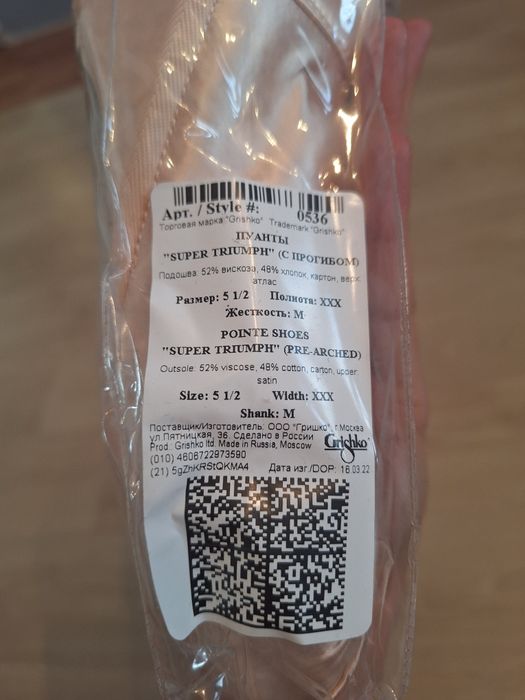 Арт. / Style #: 0536
Торговая марка "Grishko" Trademark "Grishko"
ПУАНТЫ
"SUPER TRIUMPH" (С ПРОГИБОМ)
Подошва: 52% вискоза, 48% хлопок, картон, верх:
атлас
Размер: 5 1/2 Полнота: XXX
Жесткость: M
POINTE SHOES
"SUPER TRIUMPH" (PRE-ARCHED)
Outsole: 52% viscose, 48% cotton, carton, upper:
satin
Size: 5 1/2 Width: XXX
Shank: M
Поставщик/Изготовитель: ООО "Гришко", г.Москва
ул.Пятницкая, 36. Сделано в России
Prod.: Grishko ltd. Made in Russia, Moscow
Grishko®
(010) 4606722973590
(21) 5gZhKRStQKMA4 Дата изг./DOP: 16.03.22